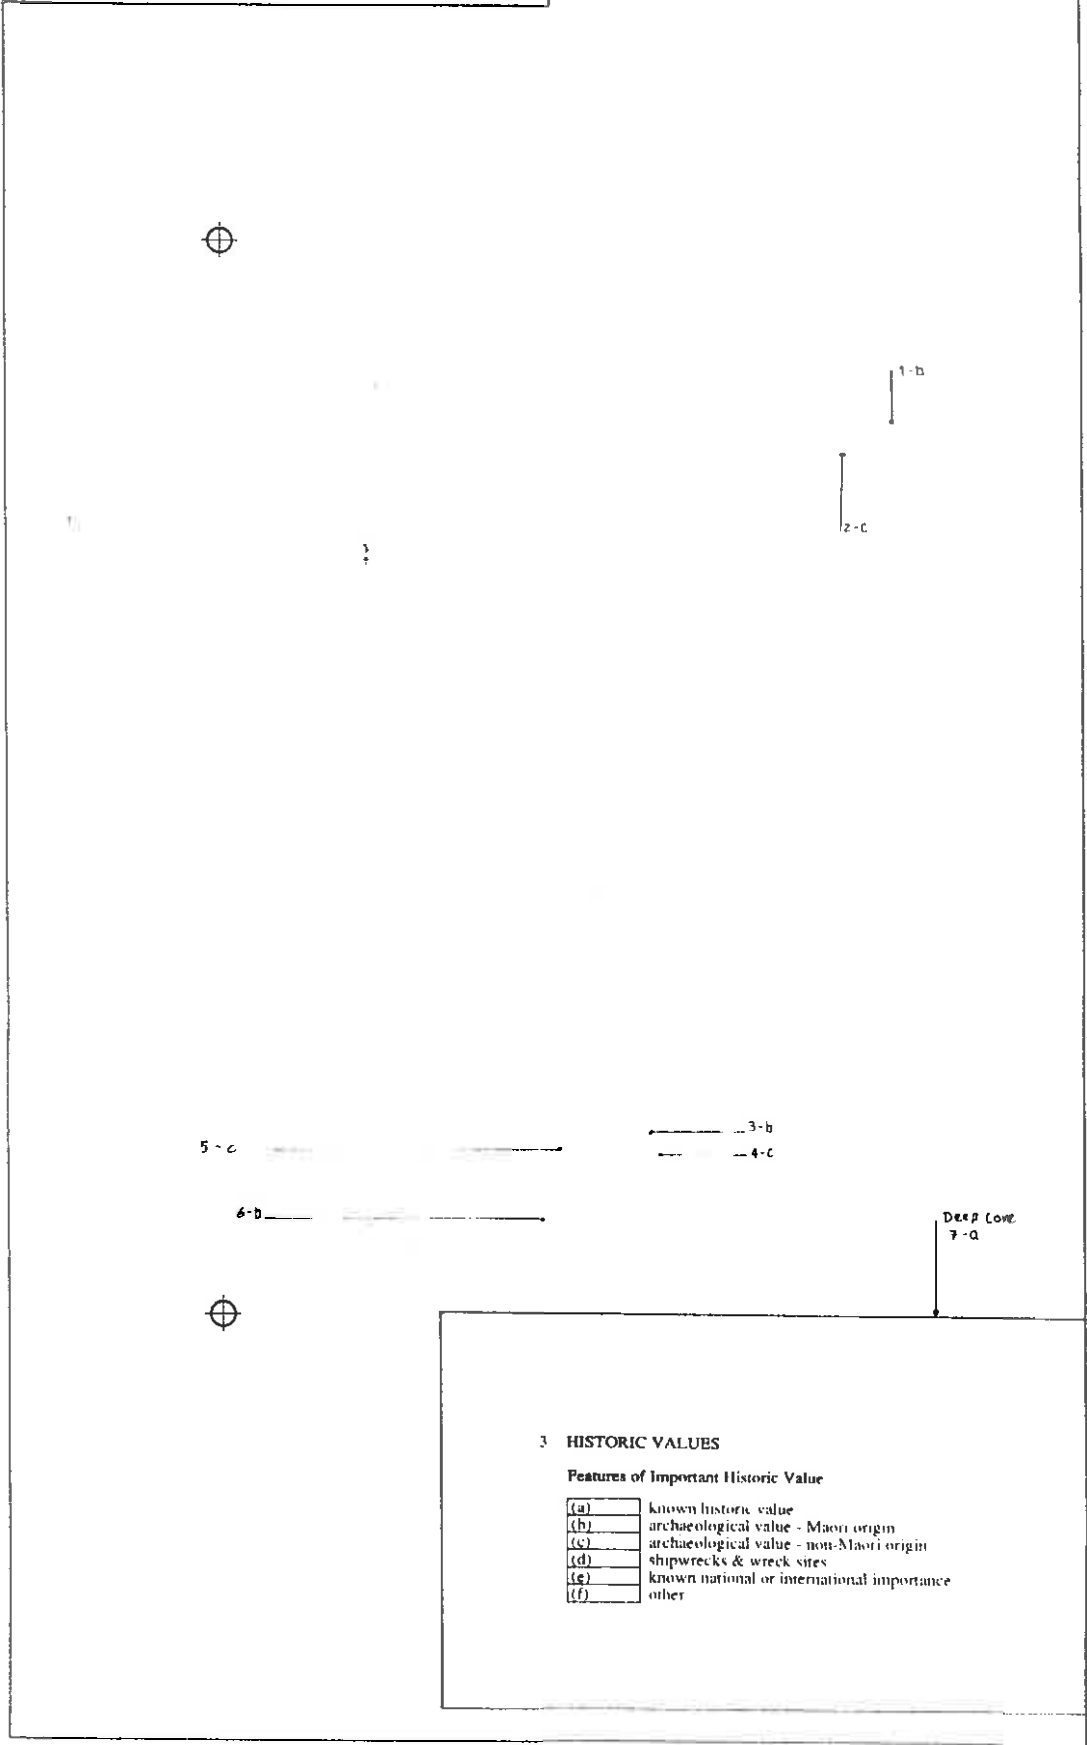 1-b
2-c
3-b
5-c
4-c
6-b
Deep Cove
7-a
3 HISTORIC VALUES
Features of Important Historic Value
(a) known historic value
(b) archaeological value - Maori origin
(c) archaeological value - non-Maori origin
(d) shipwrecks & wreck sites
(e) known national or international importance
(f) other